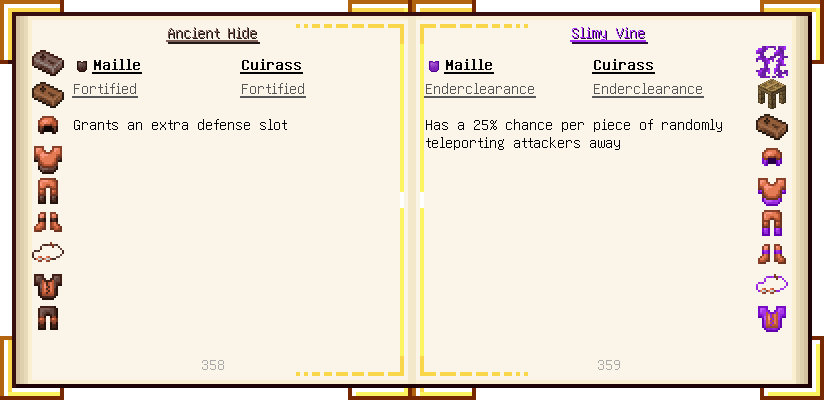 Ancient Hide
Maille Cuirass
Fortified Fortified
Grants an extra defense slot
358
Slimy Vine
Maille Cuirass
Enderclearance Enderclearance
Has a 25% chance per piece of randomly
teleporting attackers away
359